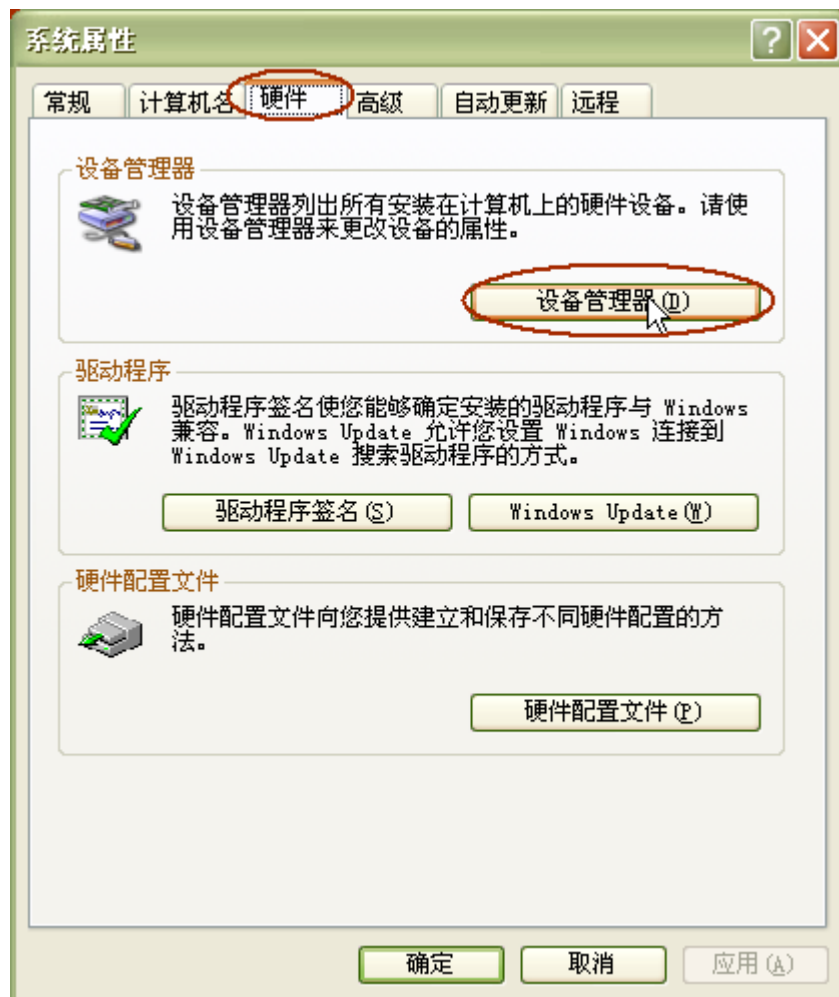 系统属性
常规 计算机名 硬件 高级 自动更新 远程
设备管理器
设备管理器列出所有安装在计算机上的硬件设备。请使
用设备管理器来更改设备的属性。
设备管理器(D)
驱动程序
驱动程序签名使您能够确定安装的驱动程序与 Windows
兼容。Windows Update 允许您设置 Windows 连接到
Windows Update 搜索驱动程序的方式。
驱动程序签名(S) Windows Update(W)
硬件配置文件
硬件配置文件向您提供建立和保存不同硬件配置的方
法。
硬件配置文件(P)
确定 取消 应用(A)